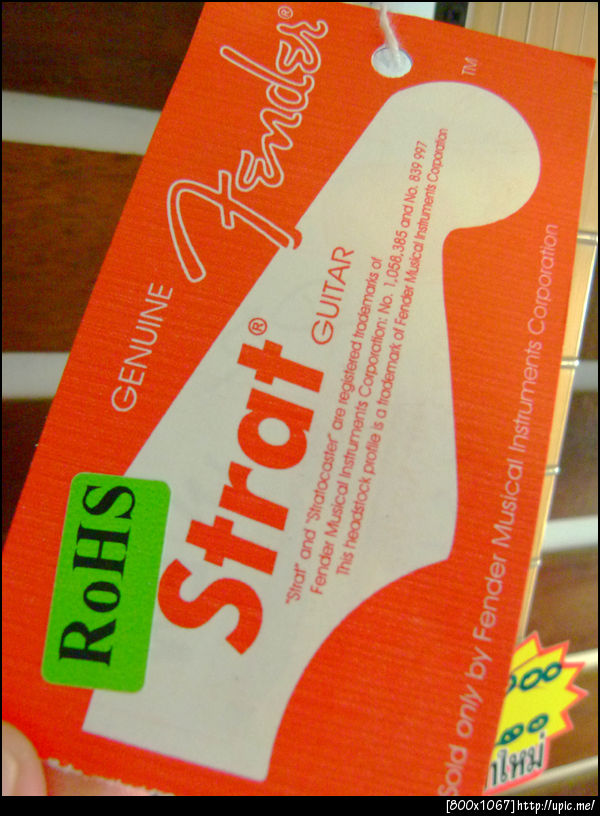 GENUINE Fender®
Strat® GUITAR
"Strat" and "Stratocaster" are registered trademarks of
Fender Musical Instruments Corporation: No. 1,058,385 and No. 839 997
This headstock profile is a trademark of Fender Musical Instruments Corporation
TM
Sold only by Fender Musical Instruments Corporation
RoHS
[800x1067]http://upic.me/